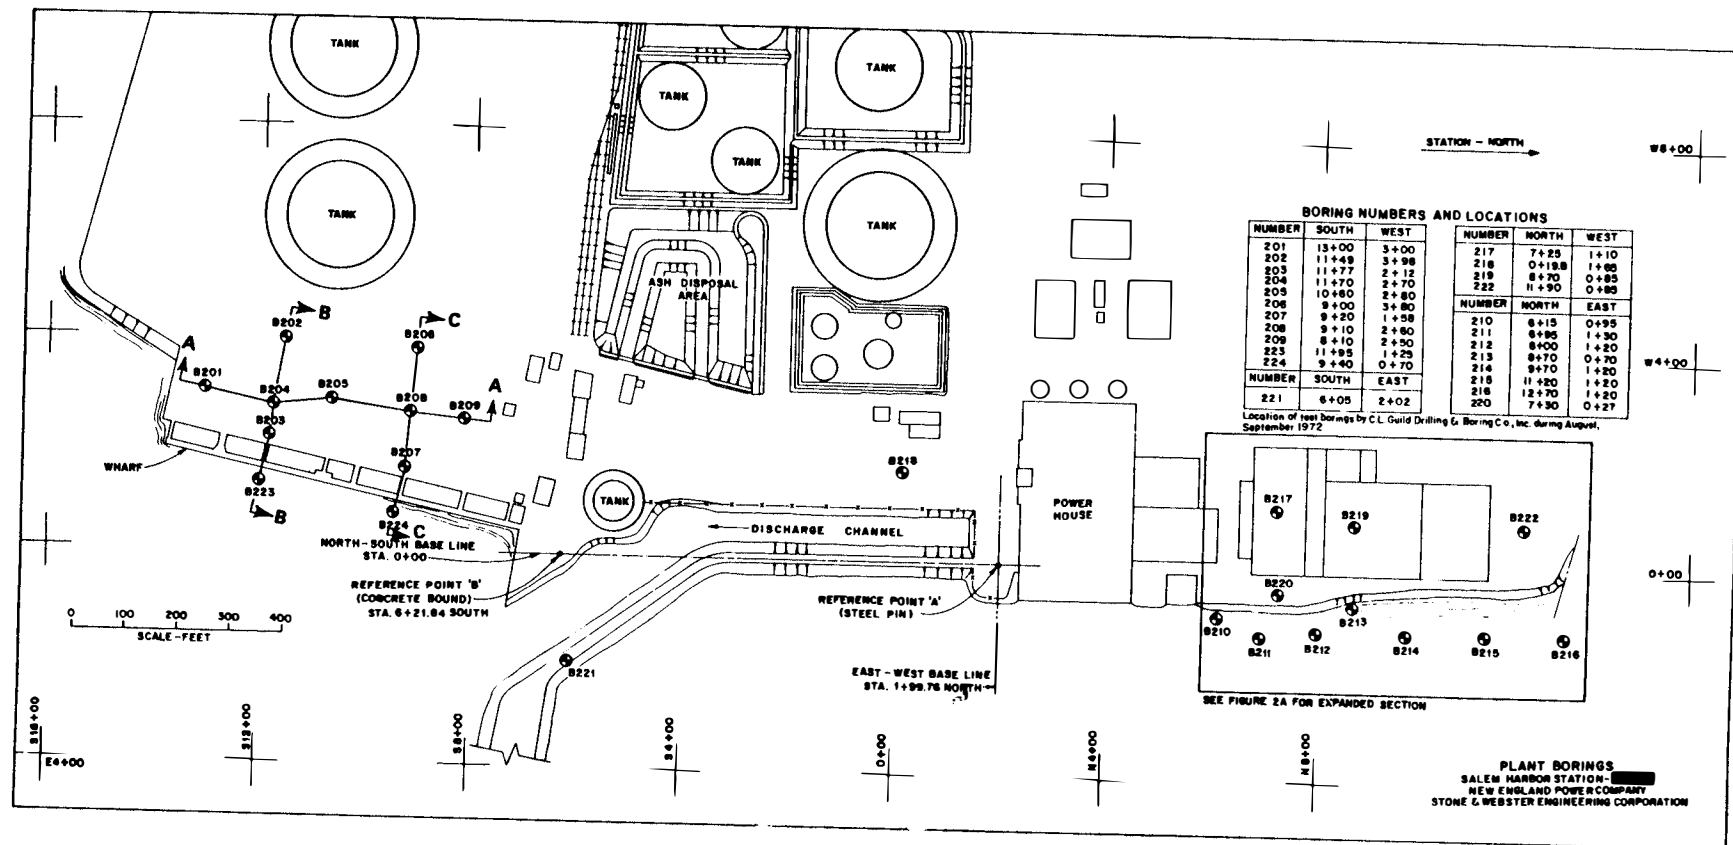 TANK
TANK
TANK
TANK
TANK
TANK
TANK
STATION - NORTH
W8+00
ASH DISPOSAL
AREA
BORING NUMBERS AND LOCATIONS
NUMBER SOUTH WEST
201 13+00 3+00
202 11+49 3+98
203 11+77 2+12
204 11+70 2+70
205 10+60 2+80
206 9+00 3+80
207 9+20 1+58
208 9+10 2+60
209 8+10 2+50
223 11+95 1+25
224 9+40 0+70
NUMBER SOUTH EAST
221 6+05 2+02
NUMBER NORTH WEST
217 7+25 1+10
218 0+19.8 1+65
219 8+70 0+85
222 11+90 0+85
NUMBER NORTH EAST
210 6+15 0+95
211 6+95 1+30
212 8+00 1+20
213 8+70 0+70
214 9+70 1+20
215 11+20 1+20
216 12+70 1+20
220 7+30 0+27
Location of test borings by C.L. Guild Drilling & Boring Co., Inc. during August,
September 1972
W4+00
B
B202
C
B206
A
B201
B204
B205
B208
A
B209
B203
B207
WHARF
B223
B
B224
C
TANK
B218
POWER
HOUSE
B217
B219
B222
DISCHARGE CHANNEL
NORTH-SOUTH BASE LINE
STA. 0+00
REFERENCE POINT 'B'
(CONCRETE BOUND)
STA. 6+21.84 SOUTH
REFERENCE POINT 'A'
(STEEL PIN)
B220
0+00
B210
B211
B212
B213
B214
B215
B216
0 100 200 300 400
SCALE-FEET
B221
EAST-WEST BASE LINE
STA. 1+99.76 NORTH
SEE FIGURE 2A FOR EXPANDED SECTION
S16+00
S12+00
S8+00
S4+00
0+00
N4+00
N8+00
E4+00
PLANT BORINGS
SALEM HARBOR STATION-
NEW ENGLAND POWER COMPANY
STONE & WEBSTER ENGINEERING CORPORATION